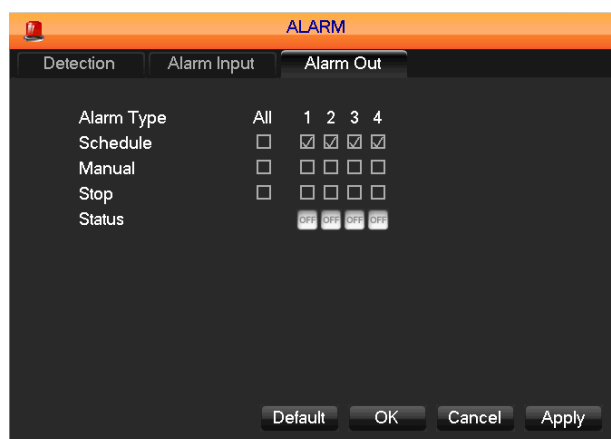 ALARM
Detection Alarm Input Alarm Out
Alarm Type All 1 2 3 4
Schedule
Manual
Stop
Status OFF OFF OFF OFF
Default OK Cancel Apply